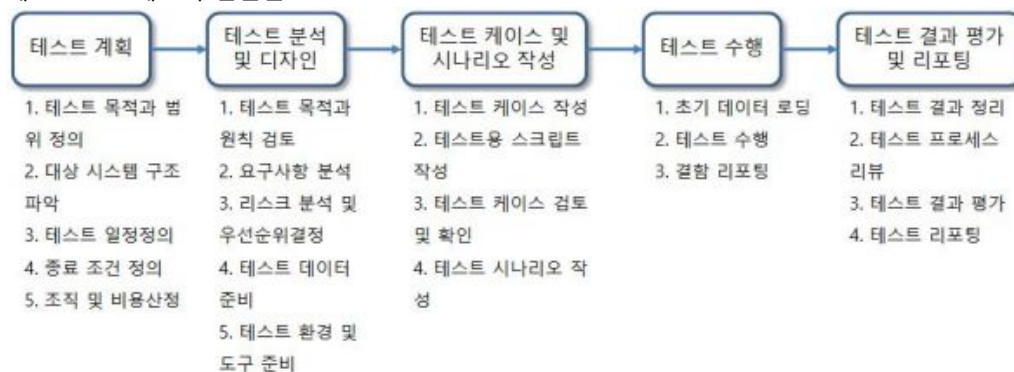 테스트 계획
테스트 분석
및 디자인
테스트 케이스 및
시나리오 작성
테스트 수행
테스트 결과 평가
및 리포팅
1. 테스트 목적과 범
위 정의
2. 대상 시스템 구조
파악
3. 테스트 일정정의
4. 종료 조건 정의
5. 조직 및 비용산정
1. 테스트 목적과
원칙 검토
2. 요구사항 분석
3. 리스크 분석 및
우선순위결정
4. 테스트 데이터
준비
5. 테스트 환경 및
도구 준비
1. 테스트 케이스 작성
2. 테스트용 스크립트
작성
3. 테스트 케이스 검토
및 확인
4. 테스트 시나리오 작
성
1. 초기 데이터 로딩
2. 테스트 수행
3. 결함 리포팅
1. 테스트 결과 정리
2. 테스트 프로세스
리뷰
3. 테스트 결과 평가
4. 테스트 리포팅